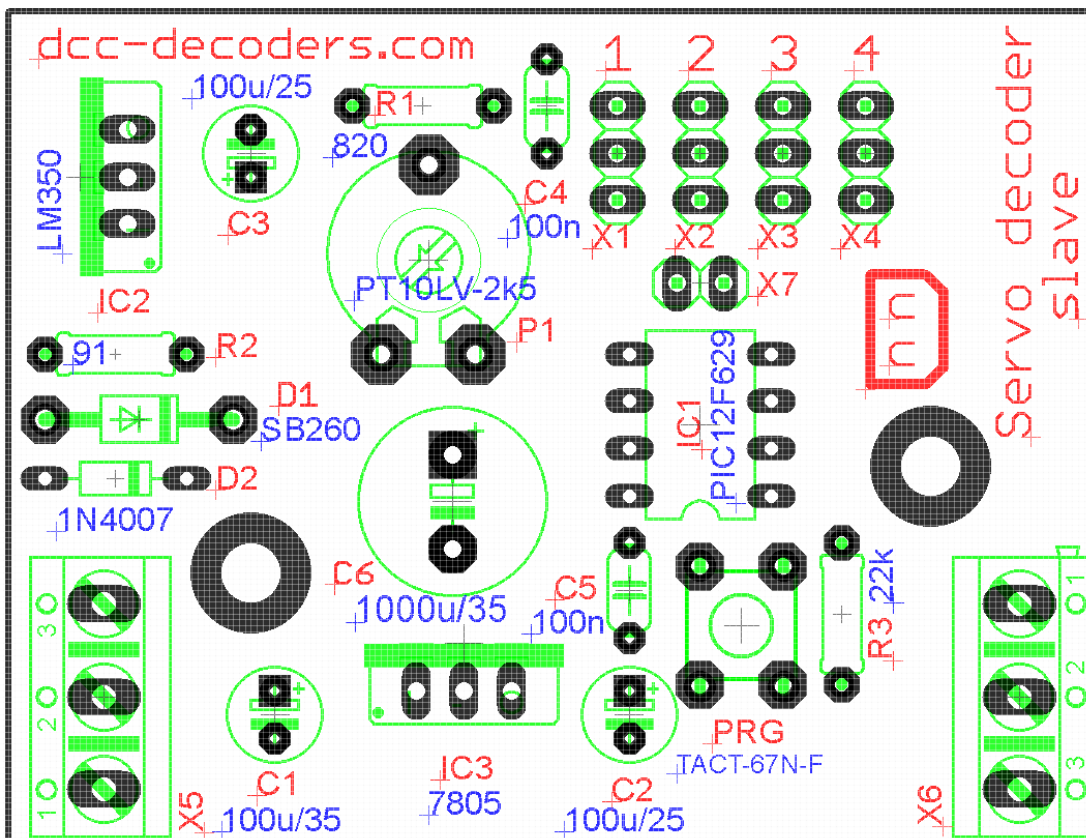 dcc-decoders.com
1 2 3 4
100u/25
R1
820
C3
C4
100n
LM350
X1 X2 X3 X4
Servo decoder
slave
X7
PT10LV-2k5
P1
IC2
91
R2
D1
SB260
D2
1N4007
IC1
PIC12F629
C6
1000u/35
C5
100n
22k
R3
3
2
1
X5
C1
100u/35
IC3
7805
C2
100u/25
PRG
TACT-67N-F
1
2
3
X6